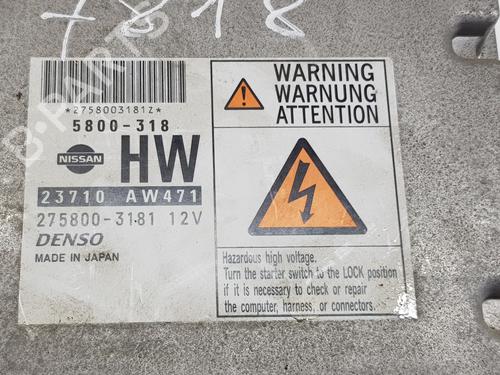 7818
*2758003181Z*
5800-318
NISSAN
HW
23710 AW471
275800-3181 12V
DENSO
MADE IN JAPAN
WARNING
WARNUNG
ATTENTION
Hazardous high voltage.
Turn the starter switch to the LOCK position
if it is necessary to check or repair
the computer, harness, or connectors.
B-PARTS